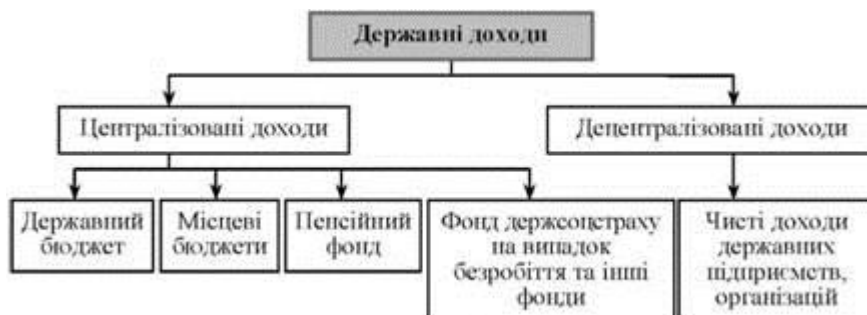 Державні доходи
Централізовані доходи
Децентралізовані доходи
Державний
бюджет
Місцеві
бюджети
Пенсійний
фонд
Фонд держсоцстраху
на випадок
безробіття та інші
фонди
Чисті доходи
державних
підприємств,
організацій